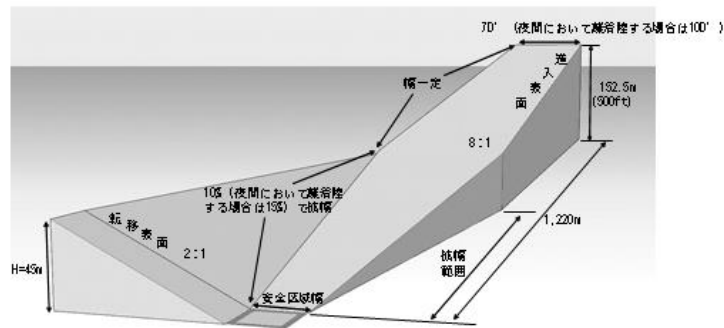 7D'（夜間において離着陸する場合は10D'）
進入表面
幅一定
152.5m
(500ft)
8：1
10%（夜間において離着陸
する場合は15%）で拡幅
転移表面
2：1
1,220m
拡幅
範囲
H=45m
安全区域幅